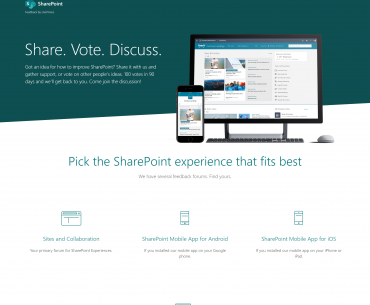 SharePoint
Feedback by UserVoice
Share. Vote. Discuss.
Got an idea for how to improve SharePoint? Share it with us and
gather support, or vote on other people's ideas. 100 votes in 90
days and we'll get back to you. Come join the discussion!
Pick the SharePoint experience that fits best
We have several feedback forums. Find yours
Sites and Collaboration
Your primary forum for SharePoint Experiences
SharePoint Mobile App for Android
If you installed our mobile app on your Google
phone.
SharePoint Mobile App for iOS
If you installed our mobile app on your iPhone or
iPad.